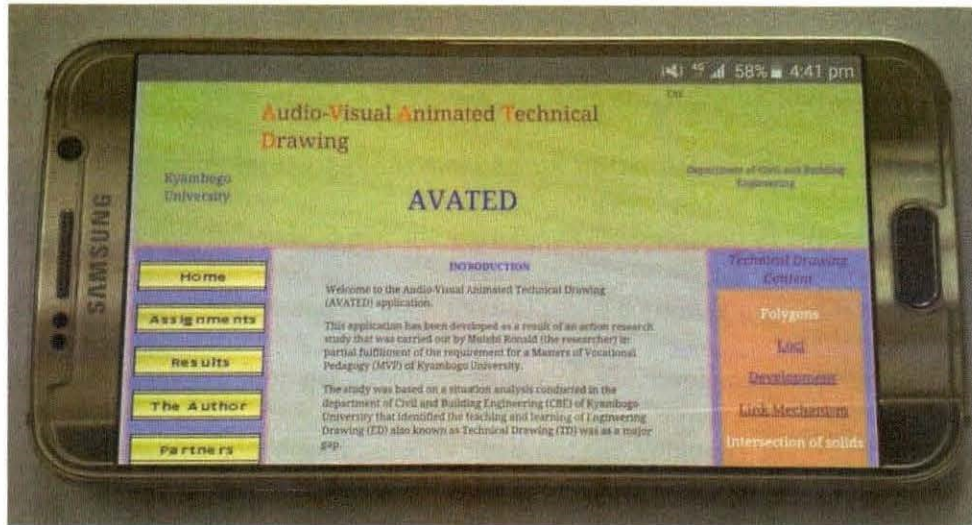 SAMSUNG
4G 58% 4:41 pm
Audio-Visual Animated Technical
Drawing
Kyambogo
University
AVATED
Department of Civil and Building
Engineering
Home
Assignments
Results
The Author
Partners
INTRODUCTION
Welcome to the Audio-Visual Animated Technical Drawing
(AVATED) application.
This application has been developed as a result of an action research
study that was carried out by Ronald (the researcher) in
partial fulfilment of the requirement for a Masters of Vocational
Pedagogy (MVP) of Kyambogo University.
The study was based on a situation analysis conducted in the
department of Civil and Building Engineering (CBE) of Kyambogo
University that identified the teaching and learning of Engineering
Drawing (ED) also known as Technical Drawing (TD) was as a major
gap.
Technical Drawing
Content
Polygons
Loci
Development
Link Mechanism
Intersection of solids